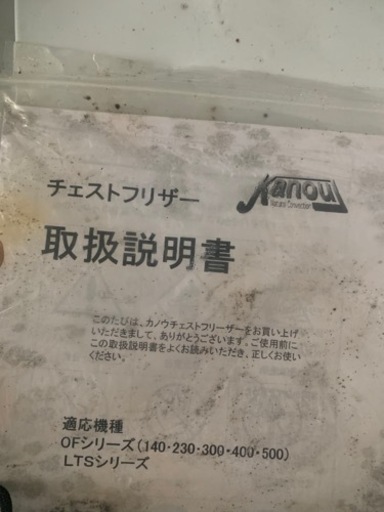 チェストフリザー
Kanou
取扱説明書
このたびは、カノウチェストフリーザーをお買い上げ
いただきまして、ありがとうございます。ご使用前に
この取扱説明書をよくお読みいただき、正しくお使い
ください。
適応機種
OFシリーズ(140・230・300・400・500)
LTSシリーズ